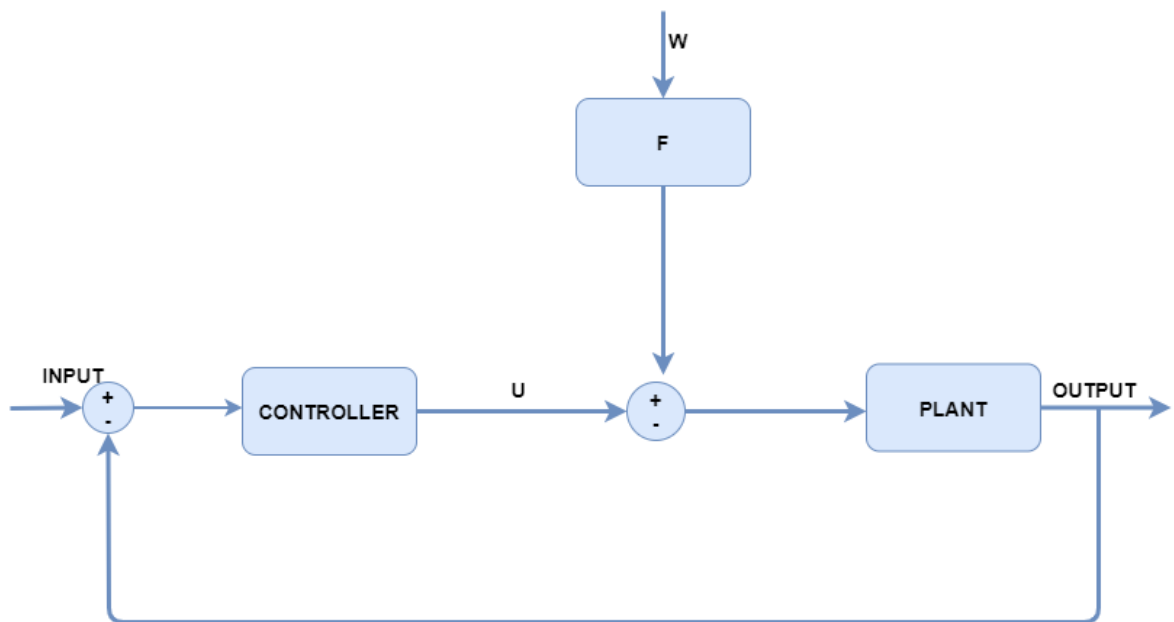 W
F
INPUT
+
-
CONTROLLER
U
+
-
PLANT
OUTPUT